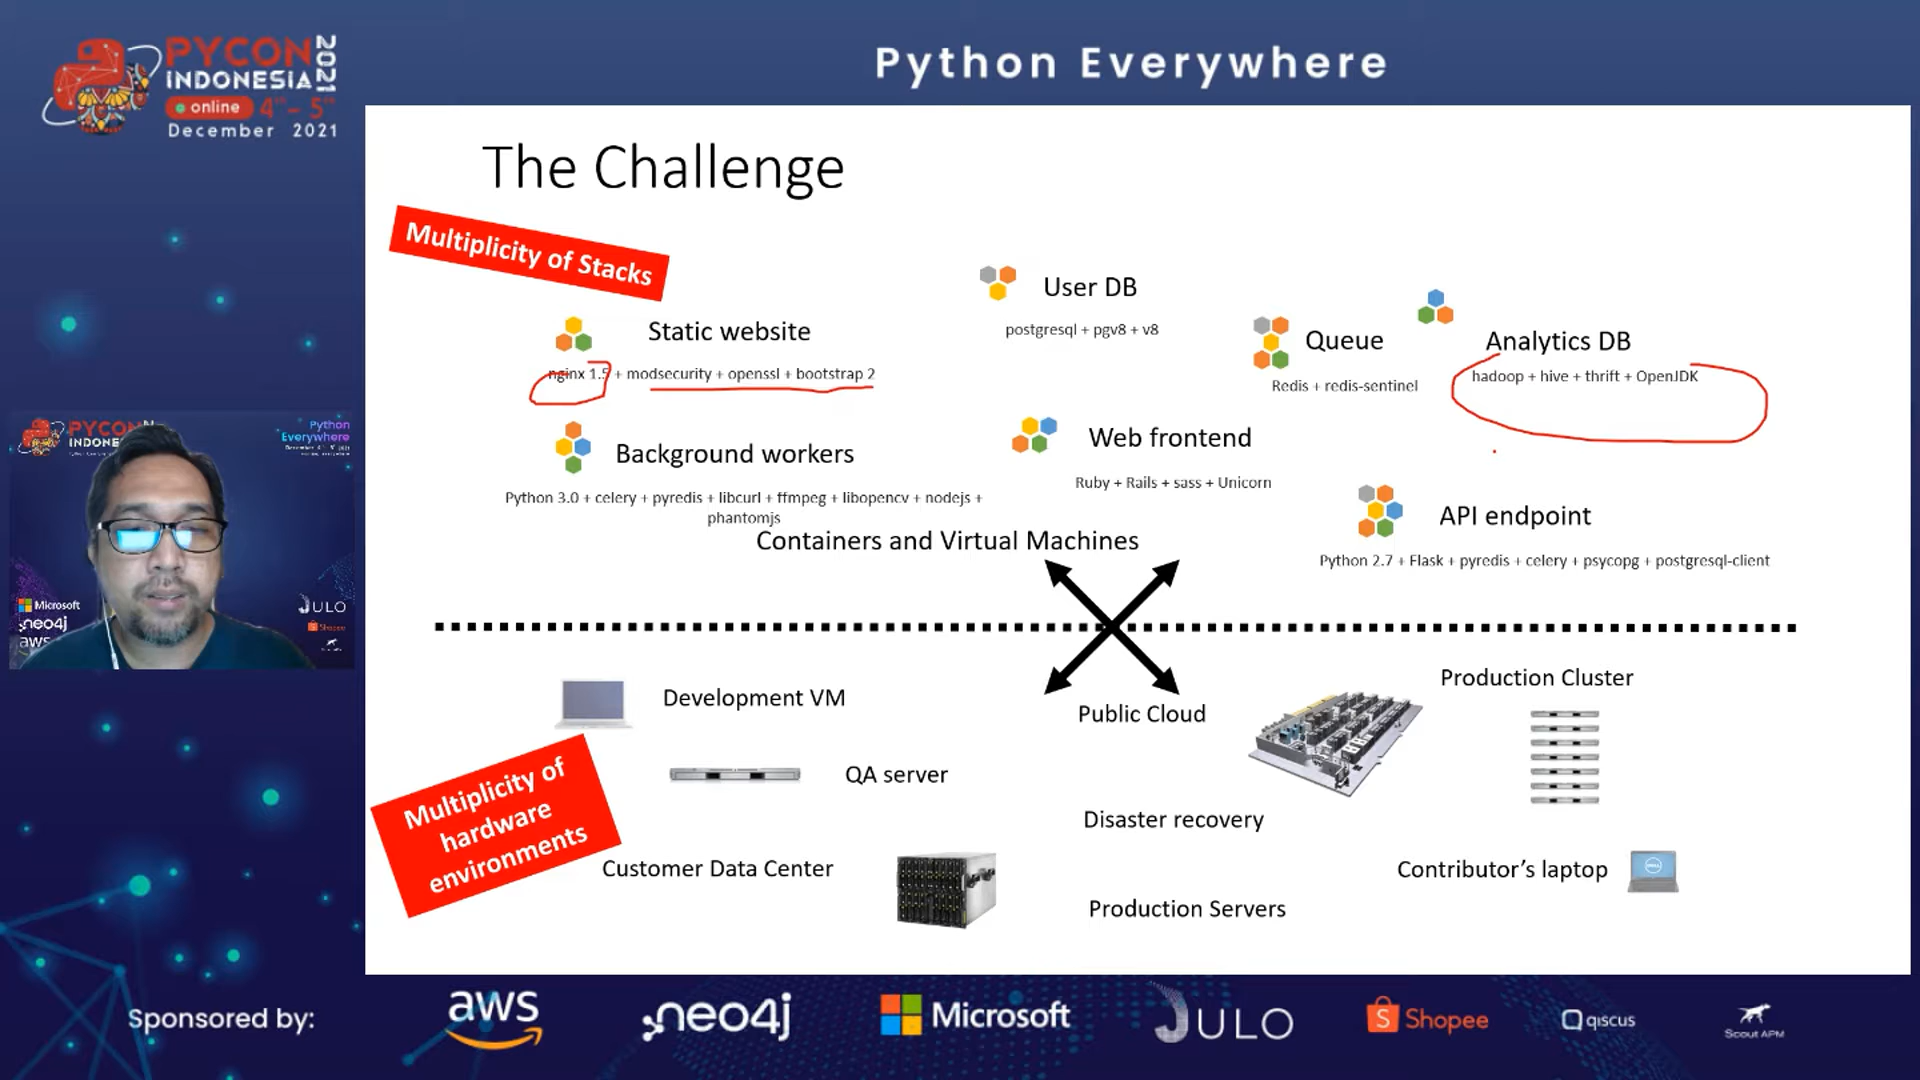 PYCON 2021
INDONESIA
online 4th - 5th
December 2021
Python Everywhere
The Challenge
Multiplicity of Stacks
Static website
nginx 1.5 + modsecurity + openssl + bootstrap 2
User DB
postgresql + pgv8 + v8
Queue
Redis + redis-sentinel
Analytics DB
hadoop + hive + thrift + OpenJDK
Background workers
Python 3.0 + celery + pyredis + libcurl + ffmpeg + libopencv + nodejs +
phantomjs
Web frontend
Ruby + Rails + sass + Unicorn
API endpoint
Python 2.7 + Flask + pyredis + celery + psycopg + postgresql-client
Containers and Virtual Machines
Development VM
QA server
Public Cloud
Production Cluster
Multiplicity of
hardware
environments
Disaster recovery
Customer Data Center
Contributor's laptop
Production Servers
PYCON
INDONE
Python
Everywhere
Microsoft
neo4j
aws
JULO
Shopee
Sponsored by:
aws
neo4j
Microsoft
JULO
Shopee
qiscus
Scout APM